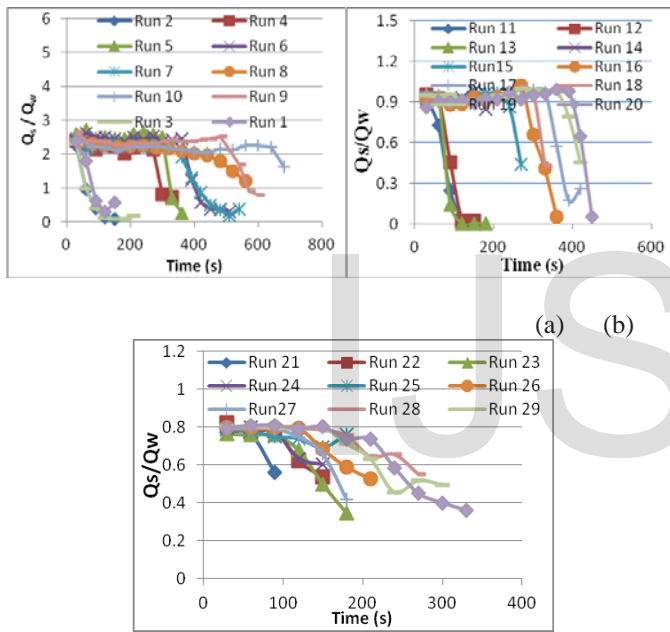 6
5
4
3
2
1
0
Qs / Qw
Run 2 Run 4
Run 5 Run 6
Run 7 Run 8
Run 10 Run 9
Run 3 Run 1
0 200 400 600 800
Time (s)
1.5
1.2
0.9
0.6
0.3
0
Qs/Qw
Run 11 Run 12
Run 13 Run 14
Run15 Run 16
Run 17 Run 18
Run 19 Run 20
0 200 400 600
Time (s)
IJS
(a) (b)
1.2
1
0.8
0.6
0.4
0.2
0
Qs/Qw
Run 21 Run 22 Run 23
Run 24 Run 25 Run 26
Run27 Run 28 Run 29
0 100 200 300 400
Time (s)